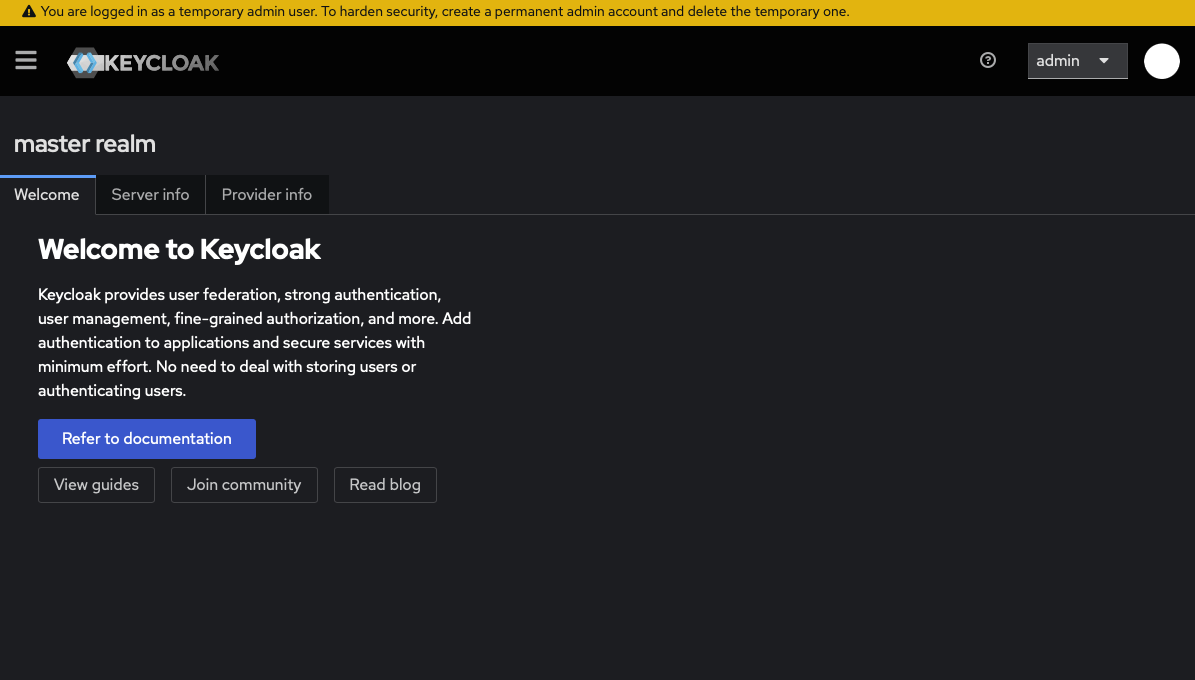 You are logged in as a temporary admin user. To harden security, create a permanent admin account and delete the temporary one.
KEYCLOAK
admin
master realm
Welcome
Server info
Provider info
Welcome to Keycloak
Keycloak provides user federation, strong authentication,
user management, fine-grained authorization, and more. Add
authentication to applications and secure services with
minimum effort. No need to deal with storing users or
authenticating users.
Refer to documentation
View guides
Join community
Read blog